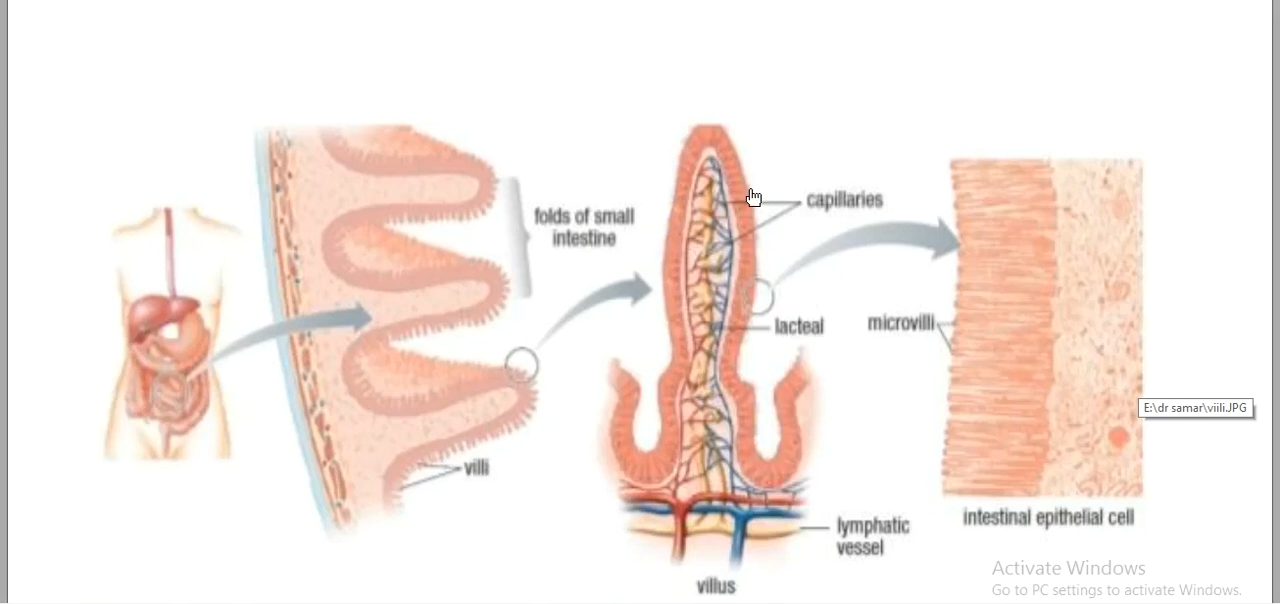 folds of small
intestine
villi
capillaries
lacteal
lymphatic
vessel
villus
microvilli
intestinal epithelial cell
E:\dr samar\viili.JPG
Activate Windows
Go to PC settings to activate Windows.